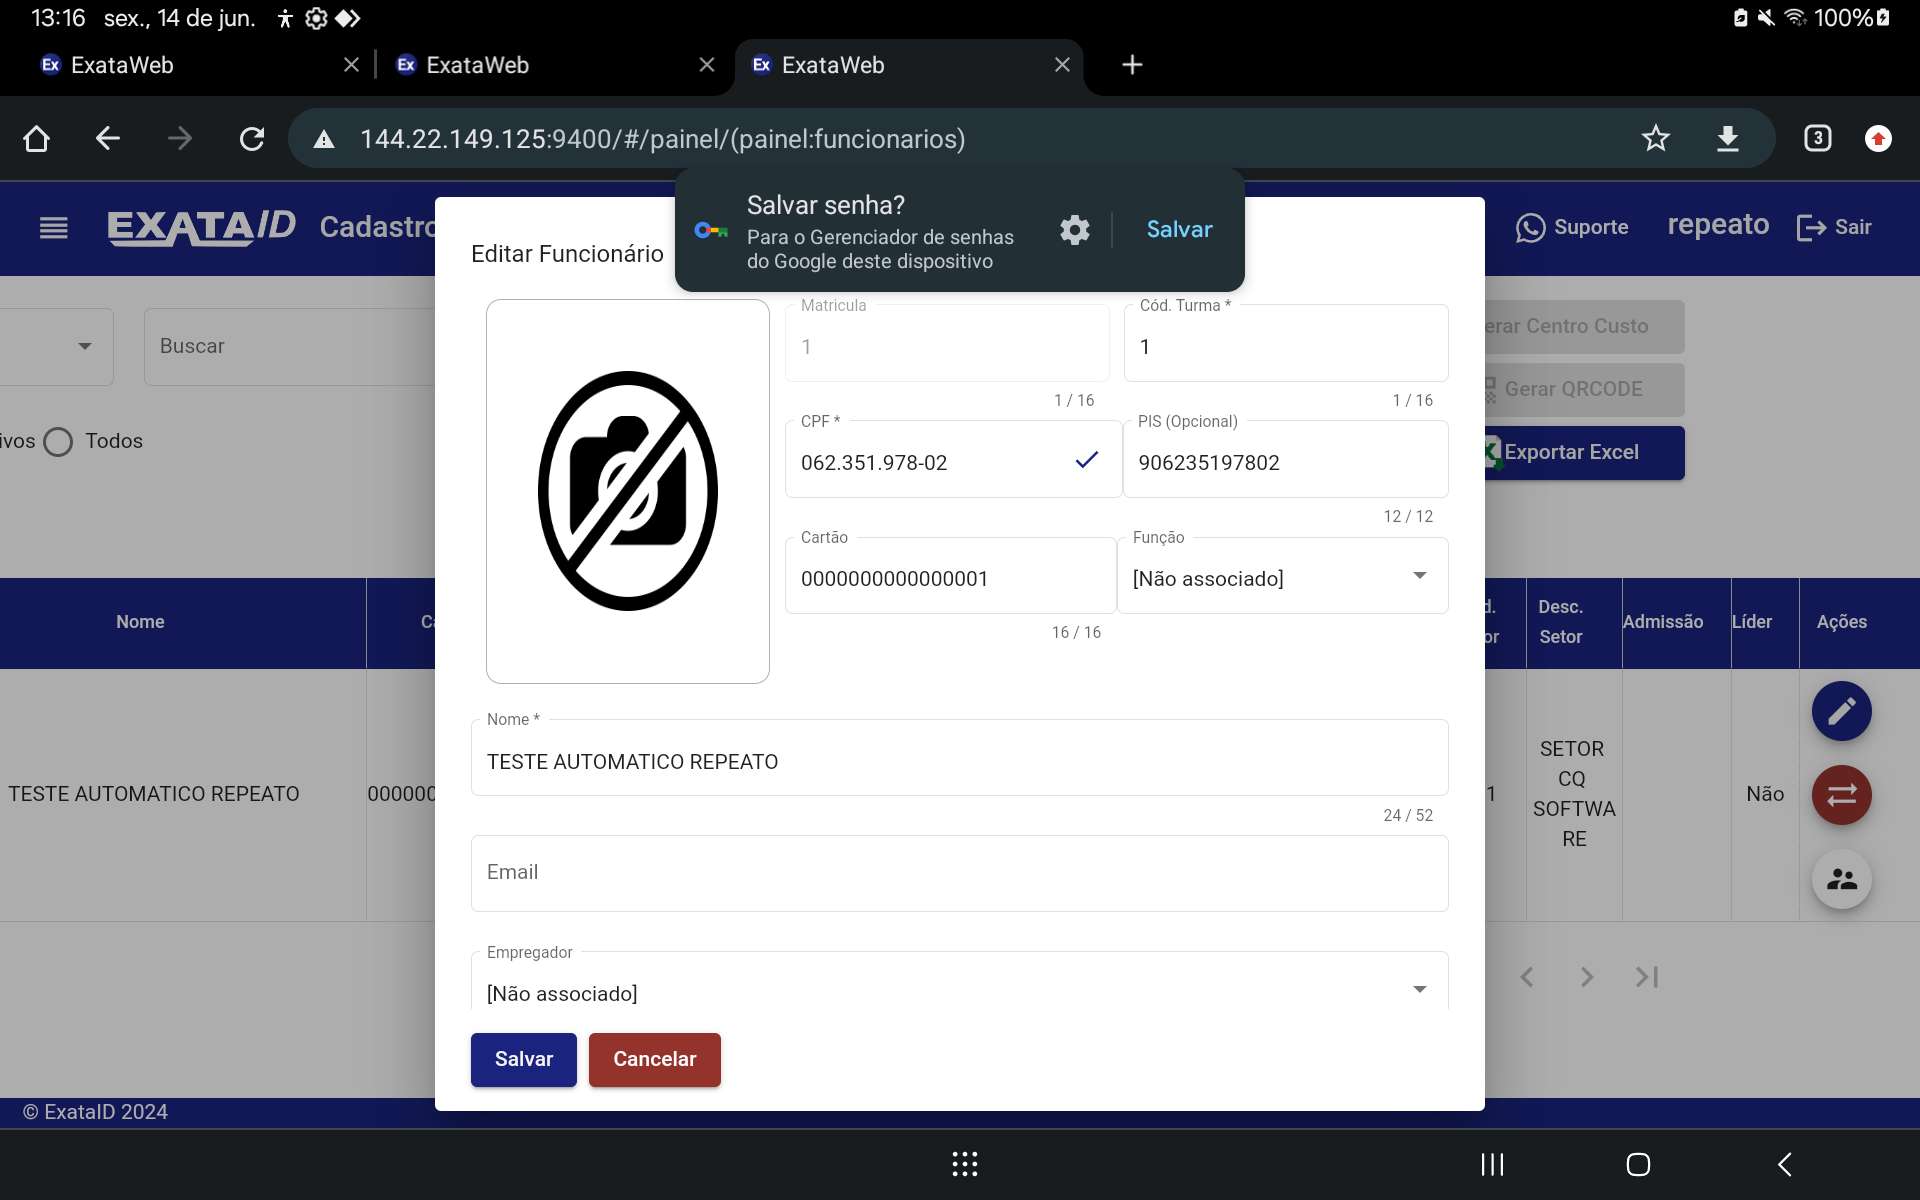 13:16 sex., 14 de jun. 100%
Ex ExataWeb
Ex ExataWeb
Ex ExataWeb
144.22.149.125:9400/#/painel/(painel:funcionarios)
3
EXATAID Cadastro
Suporte repeato Sair
Salvar senha?
Para o Gerenciador de senhas
do Google deste dispositivo
Salvar
Editar Funcionário
Buscar
ivos Todos
erar Centro Custo
Gerar QRCODE
Exportar Excel
Matricula
1
1 / 16
Cód. Turma *
1
1 / 16
CPF *
062.351.978-02
PIS (Opcional)
906235197802
12 / 12
Cartão
0000000000000001
16 / 16
Função
[Não associado]
Nome *
TESTE AUTOMATICO REPEATO
24 / 52
Email
Empregador
[Não associado]
Salvar Cancelar
Nome
Ca
d.
or
Desc.
Setor
Admissão
Líder
Ações
TESTE AUTOMATICO REPEATO
000000
1
SETOR
CQ
SOFTWA
RE
Não
© ExataID 2024